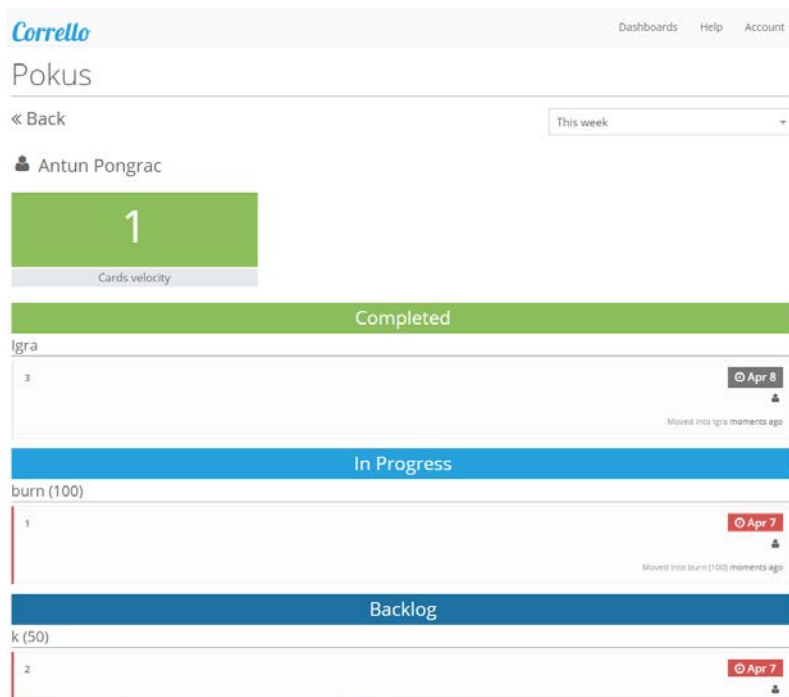 Corrello
Dashboards Help Account
Pokus
« Back
This week
Antun Pongrac
1
Cards velocity
Completed
Igra
3
Apr 8
Moved into Igra moments ago
In Progress
burn (100)
1
Apr 7
Moved into burn (100) moments ago
Backlog
k (50)
2
Apr 7